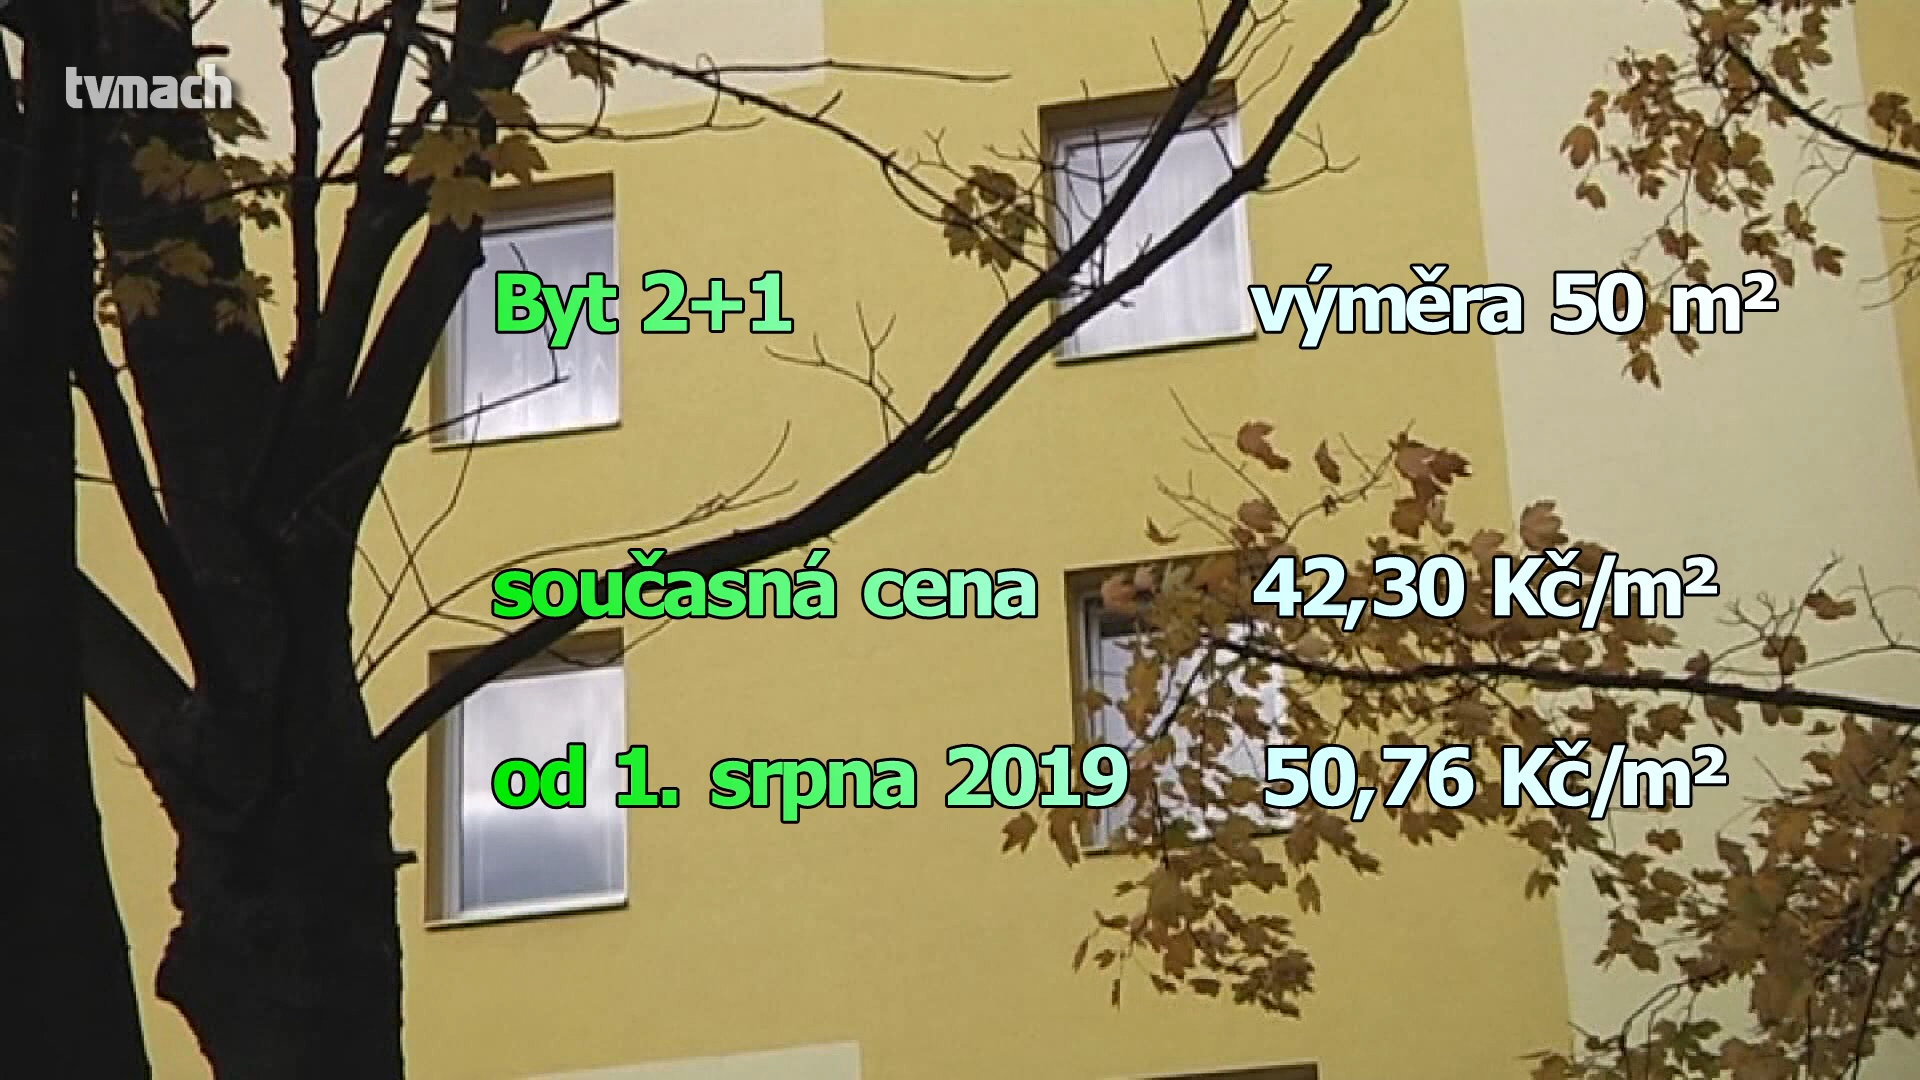 tvmach
Byt 2+1 výměra 50 m²
současná cena 42,30 Kč/m²
od 1. srpna 2019 50,76 Kč/m²